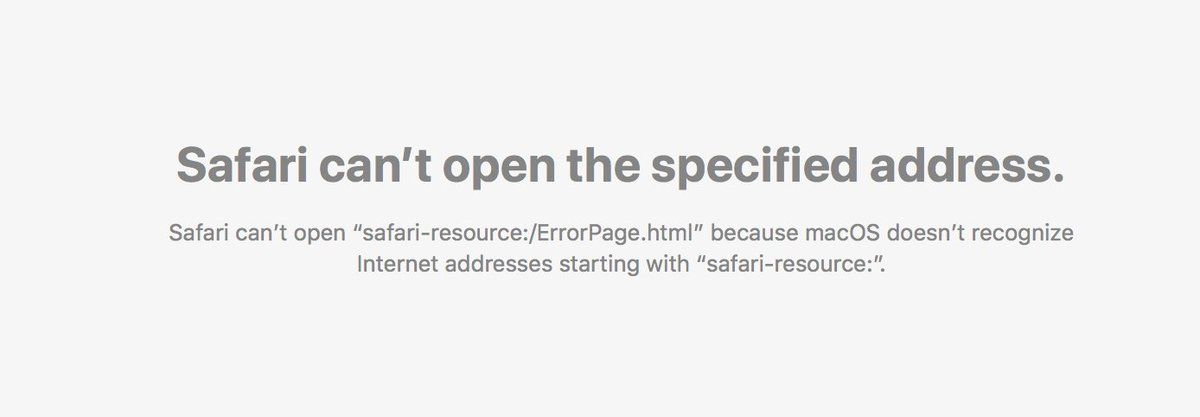 Safari can’t open the specified address.
Safari can’t open “safari-resource:/ErrorPage.html” because macOS doesn’t recognize
Internet addresses starting with “safari-resource:”.